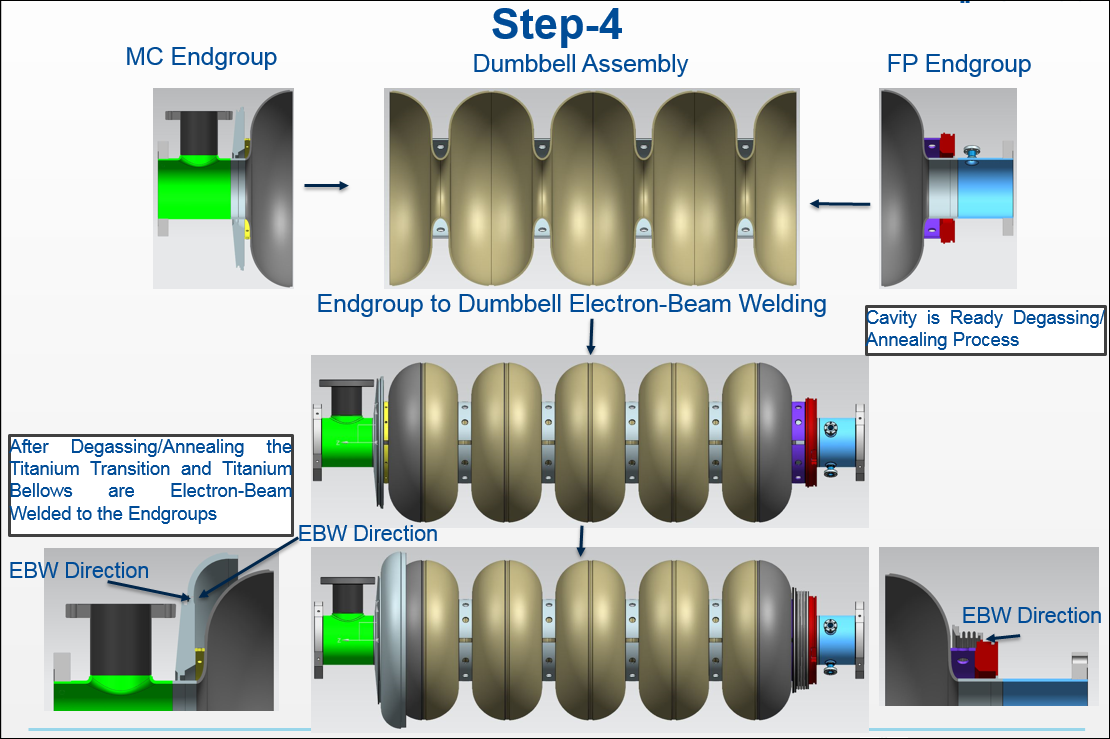 Step-4
MC Endgroup
Dumbbell Assembly
FP Endgroup
Endgroup to Dumbbell Electron-Beam Welding
Cavity is Ready Degassing/
Annealing Process
After Degassing/Annealing the
Titanium Transition and Titanium
Bellows are Electron-Beam
Welded to the Endgroups
EBW Direction
EBW Direction
EBW Direction